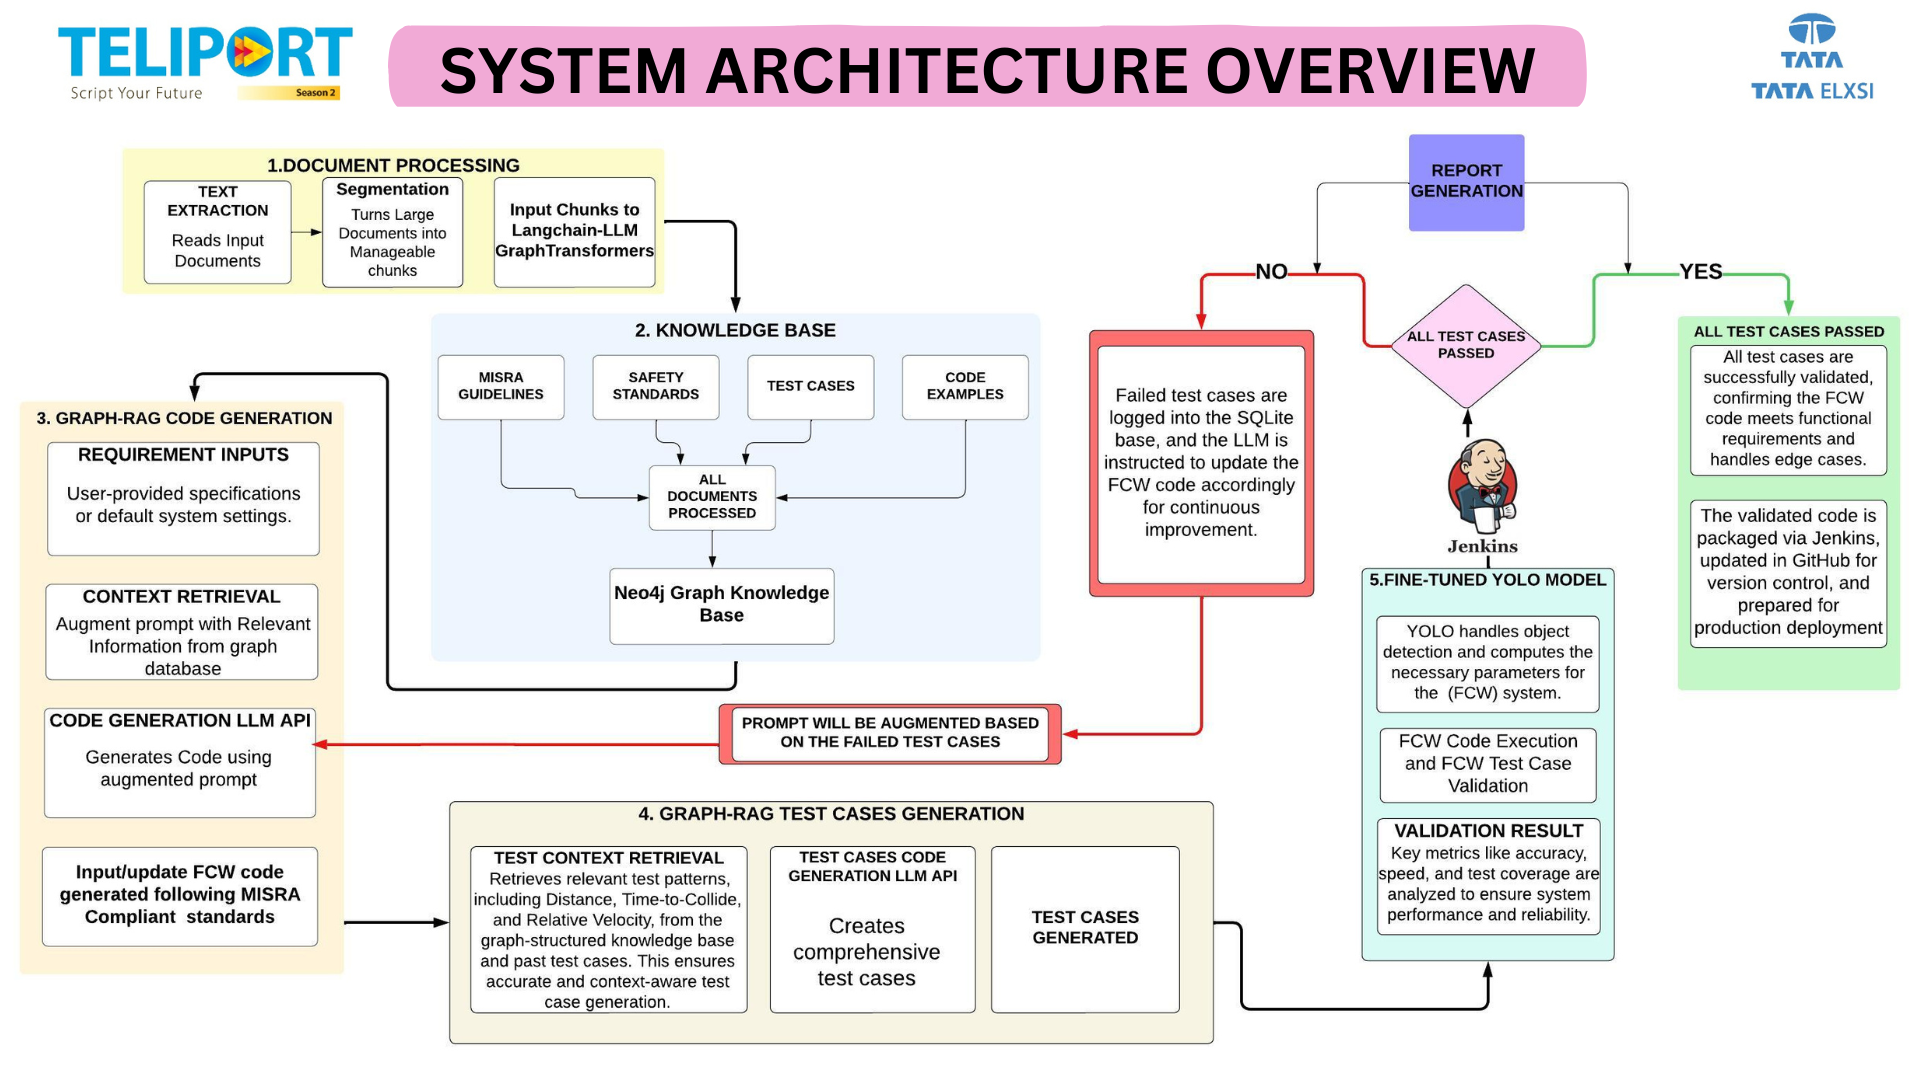 TELIPORT
Script Your Future
Season 2
SYSTEM ARCHITECTURE OVERVIEW
TATA
TATA ELXSI
1.DOCUMENT PROCESSING
TEXT
EXTRACTION
Reads Input
Documents
Segmentation
Turns Large
Documents into
Manageable
chunks
Input Chunks to
Langchain-LLM
GraphTransformers
2. KNOWLEDGE BASE
MISRA
GUIDELINES
SAFETY
STANDARDS
TEST CASES
CODE
EXAMPLES
ALL
DOCUMENTS
PROCESSED
Neo4j Graph Knowledge
Base
3. GRAPH-RAG CODE GENERATION
REQUIREMENT INPUTS
User-provided specifications
or default system settings.
CONTEXT RETRIEVAL
Augment prompt with Relevant
Information from graph
database
CODE GENERATION LLM API
Generates Code using
augmented prompt
Input/update FCW code
generated following MISRA
Compliant standards
PROMPT WILL BE AUGMENTED BASED
ON THE FAILED TEST CASES
4. GRAPH-RAG TEST CASES GENERATION
TEST CONTEXT RETRIEVAL
Retrieves relevant test patterns,
including Distance, Time-to-Collide,
and Relative Velocity, from the
graph-structured knowledge base
and past test cases. This ensures
accurate and context-aware test
case generation.
TEST CASES CODE
GENERATION LLM API
Creates
comprehensive
test cases
TEST CASES
GENERATED
REPORT
GENERATION
NO
YES
ALL TEST CASES
PASSED
Failed test cases are
logged into the SQLite
base, and the LLM is
instructed to update the
FCW code accordingly
for continuous
improvement.
Jenkins
5.FINE-TUNED YOLO MODEL
YOLO handles object
detection and computes the
necessary parameters for
the (FCW) system.
FCW Code Execution
and FCW Test Case
Validation
VALIDATION RESULT
Key metrics like accuracy,
speed, and test coverage are
analyzed to ensure system
performance and reliability.
ALL TEST CASES PASSED
All test cases are
successfully validated,
confirming the FCW
code meets functional
requirements and
handles edge cases.
The validated code is
packaged via Jenkins,
updated in GitHub for
version control, and
prepared for
production deployment